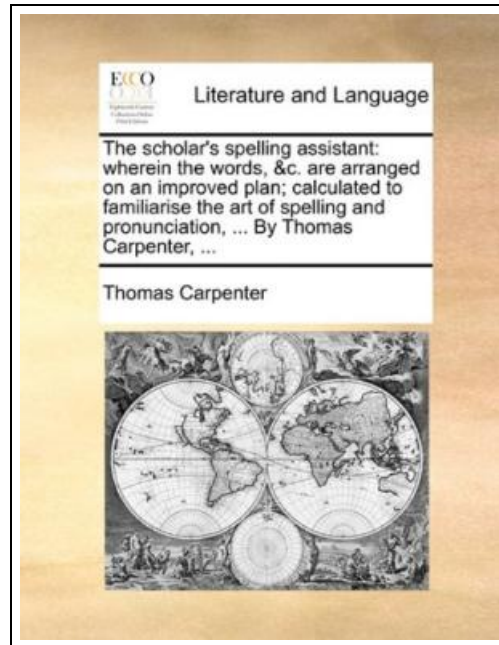 ECCO
Literature and Language
The scholar's spelling assistant:
wherein the words, &c. are arranged
on an improved plan; calculated to
familiarise the art of spelling and
pronunciation, ... By Thomas
Carpenter, ...
Thomas Carpenter